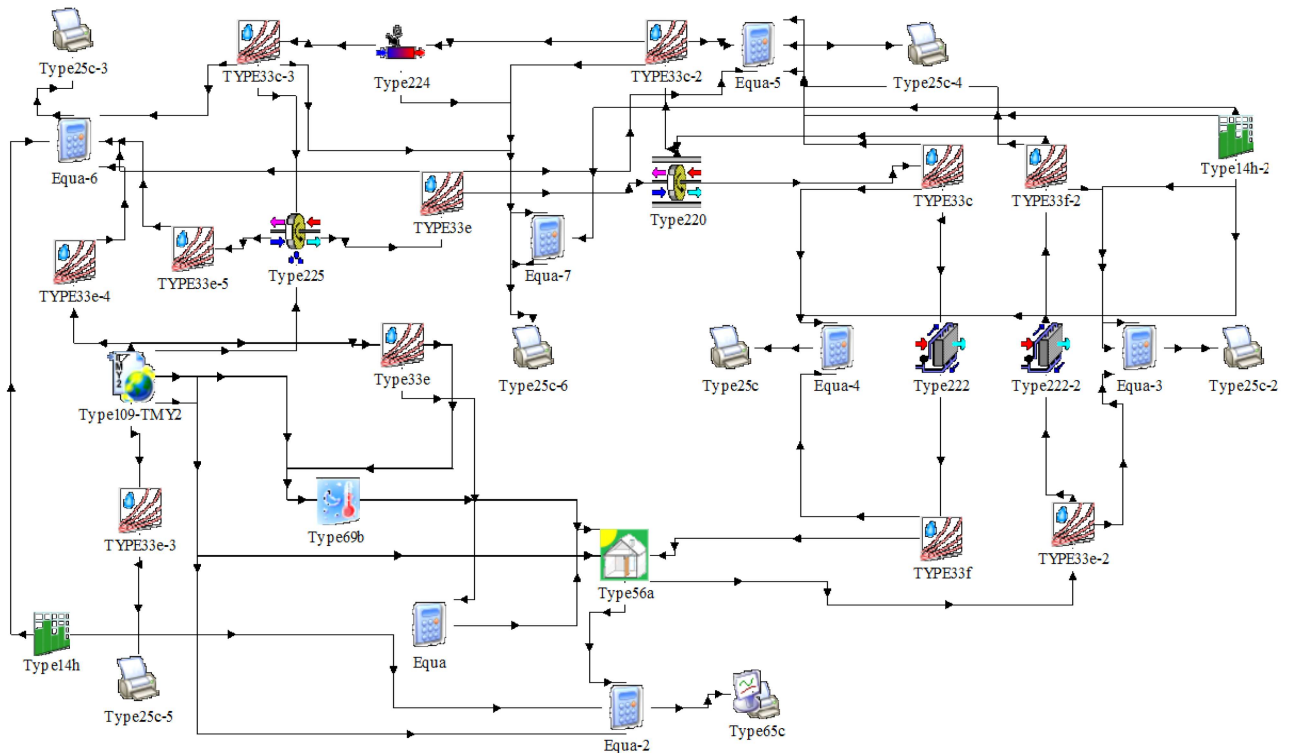 Type25c-3
TYPE33c-3
Type224
TYPE33c-2
Equa-5
Type25c-4
Equa-6
Type14h-2
TYPE33e
Type220
TYPE33c
TYPE33f-2
TYPE33e-4
TYPE33e-5
Type225
Equa-7
Type109-TMY2
TMY2
Type33e
Type25c-6
Type25c
Equa-4
Type222
Type222-2
Equa-3
Type25c-2
TYPE33e-3
Type69b
Type56a
TYPE33f
TYPE33e-2
Type14h
Type25c-5
Equa
Equa-2
Type65c